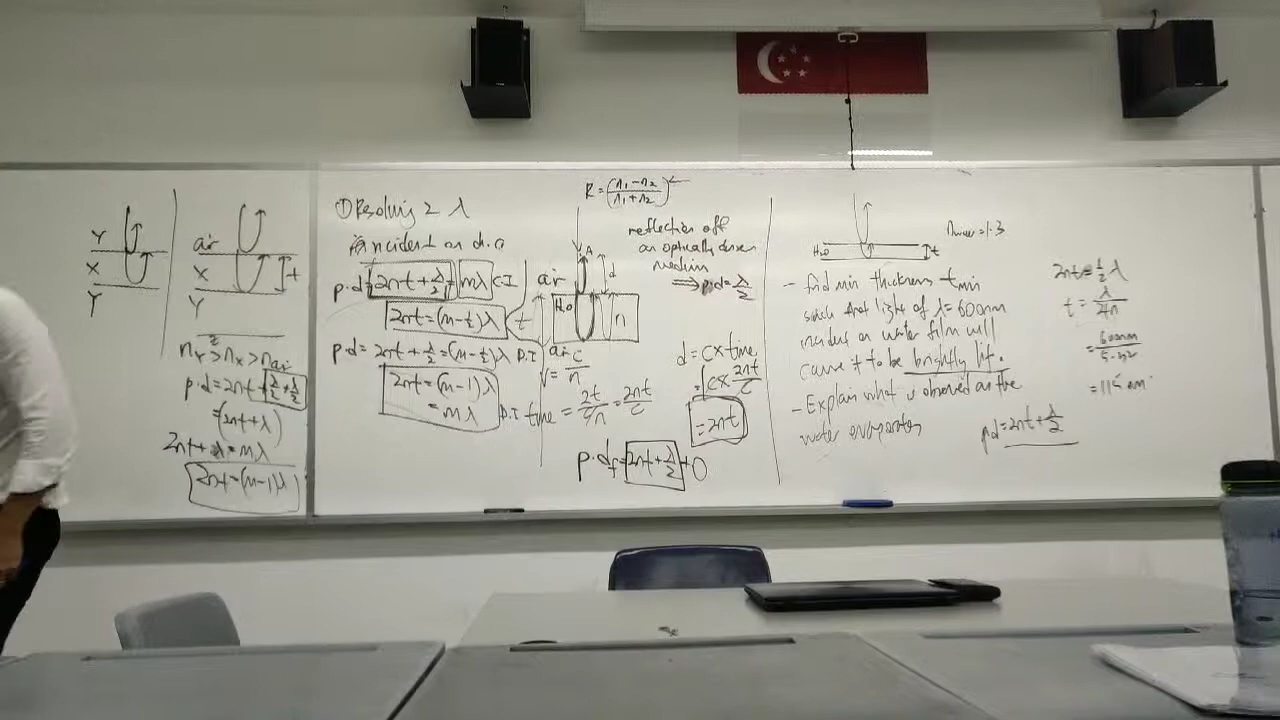 Y
X
Y
air
X
t
Y
n_Y > n_X > n_air
p.d = 2nt + λ/2 + λ/2
= (2nt + λ)
2nt + λ = mλ
2nt = (m-1)λ
① Resolving 2 λ
incident on
p.d = 2nt + λ/2 = mλ C.I
2nt = (m-½)λ
p.d = 2nt + λ/2 = (m-½)λ D.I
2nt = (m-1)λ
= mλ D.I
R = (n₁-n₂ / n₁+n₂)²
A
d
air
H₂O
n
t
air
reflection off
an optically denser
medium
⟹ p.d = λ/2
V = c/n
time = 2t/(c/n) = 2nt/c
d = c × time
= c × 2nt/c
= 2nt
p.d_f = 2nt + λ/2 + 0
H₂O
t
n_water = 1.3
- find min thickness t min
such that light of λ = 600nm
incident on water film will
cause it to be brightly lit.
- Explain what is observed as the
water evaporates
pd = 2nt + λ/2
2nt = ½ λ
t = λ/4n
= 600nm/
= 115 nm